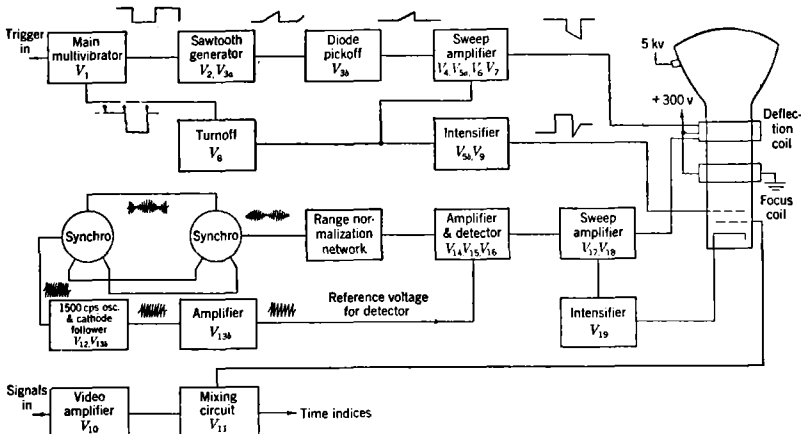 Trigger
in
Main
multivibrator
V1
Sawtooth
generator
V2, V3a
Diode
pickoff
V3b
Sweep
amplifier
V4, V5a, V6 V7
5 kv
+300 v
Deflec-
tion
coil
Turnoff
V8
Intensifier
V5b, V9
Focus
coil
Synchro
Synchro
Range nor-
malization
network
Amplifier
& detector
V14, V15, V16
Sweep
amplifier
V17, V18
1500 cps osc.
& cathode
follower
V12, V13b
Amplifier
V13b
Reference voltage
for detector
Intensifier
V19
Signals
in
Video
amplifier
V10
Mixing
circuit
V11
Time indices